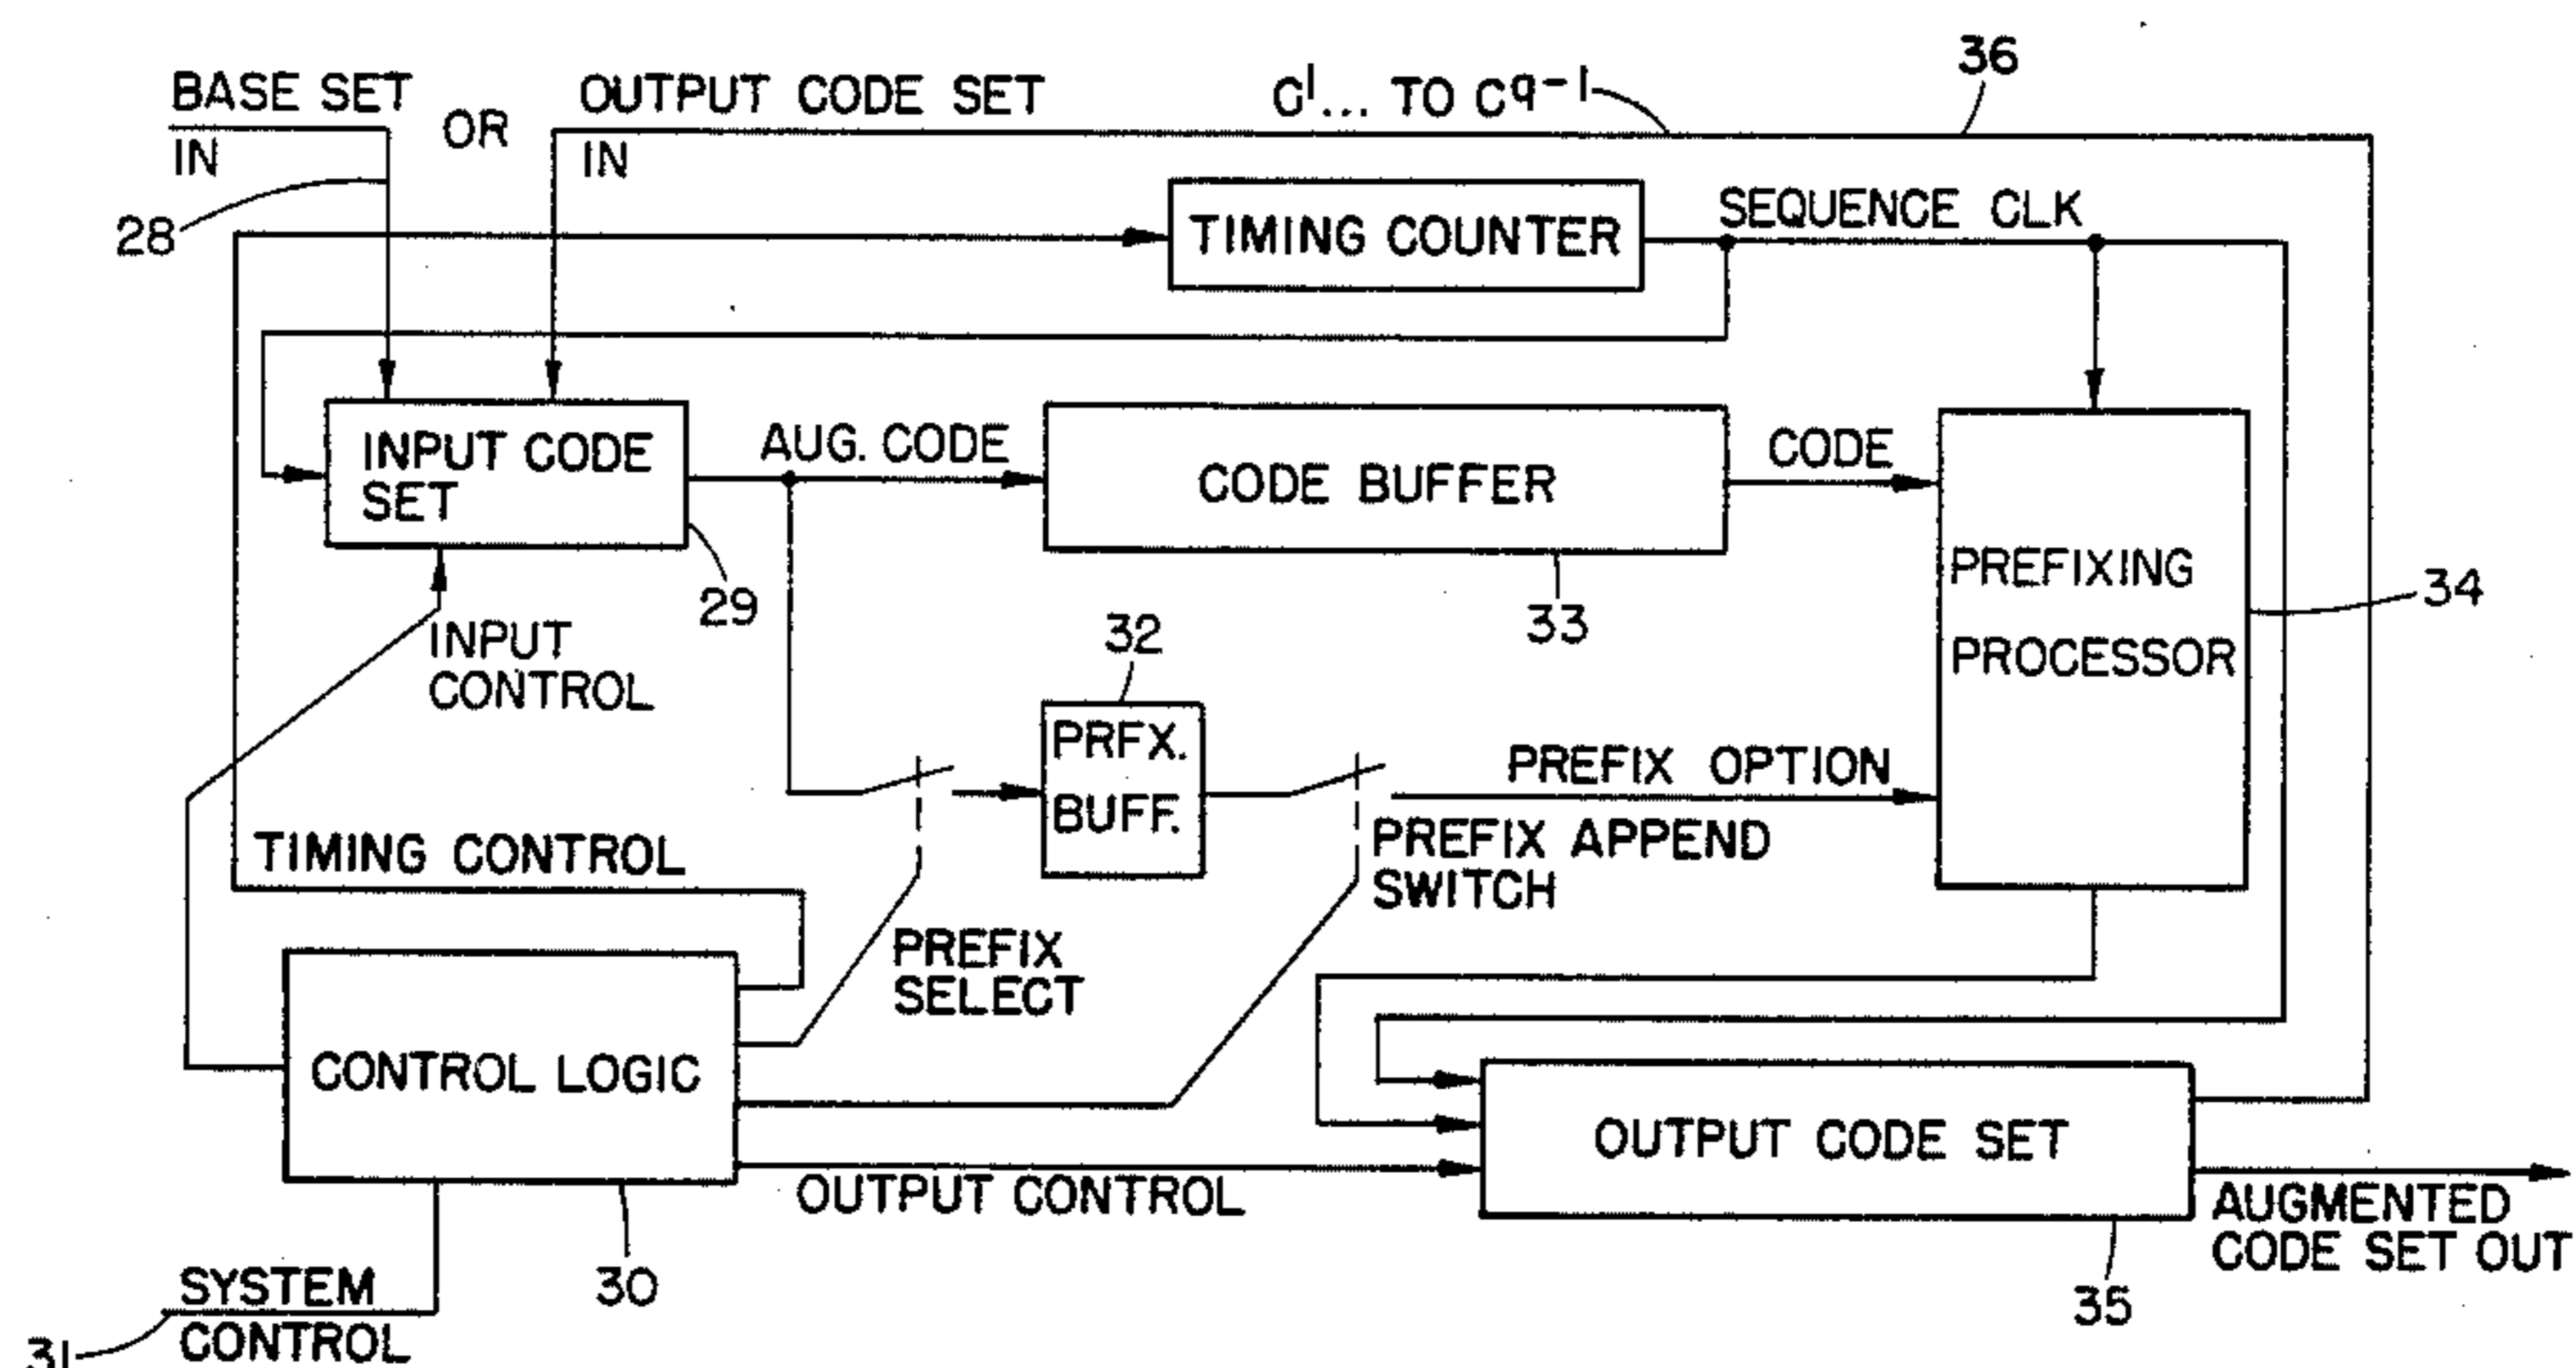 BASE SET
IN
OR
OUTPUT CODE SET
IN
C¹... TO C^q-1
36
28
TIMING COUNTER
SEQUENCE CLK
INPUT CODE
SET
29
AUG. CODE
CODE BUFFER
33
CODE
PREFIXING
PROCESSOR
34
INPUT
CONTROL
32
PRFX.
BUFF.
PREFIX OPTION
PREFIX APPEND
SWITCH
TIMING CONTROL
PREFIX
SELECT
CONTROL LOGIC
30
OUTPUT CONTROL
OUTPUT CODE SET
35
AUGMENTED
CODE SET OUT
SYSTEM
CONTROL
31